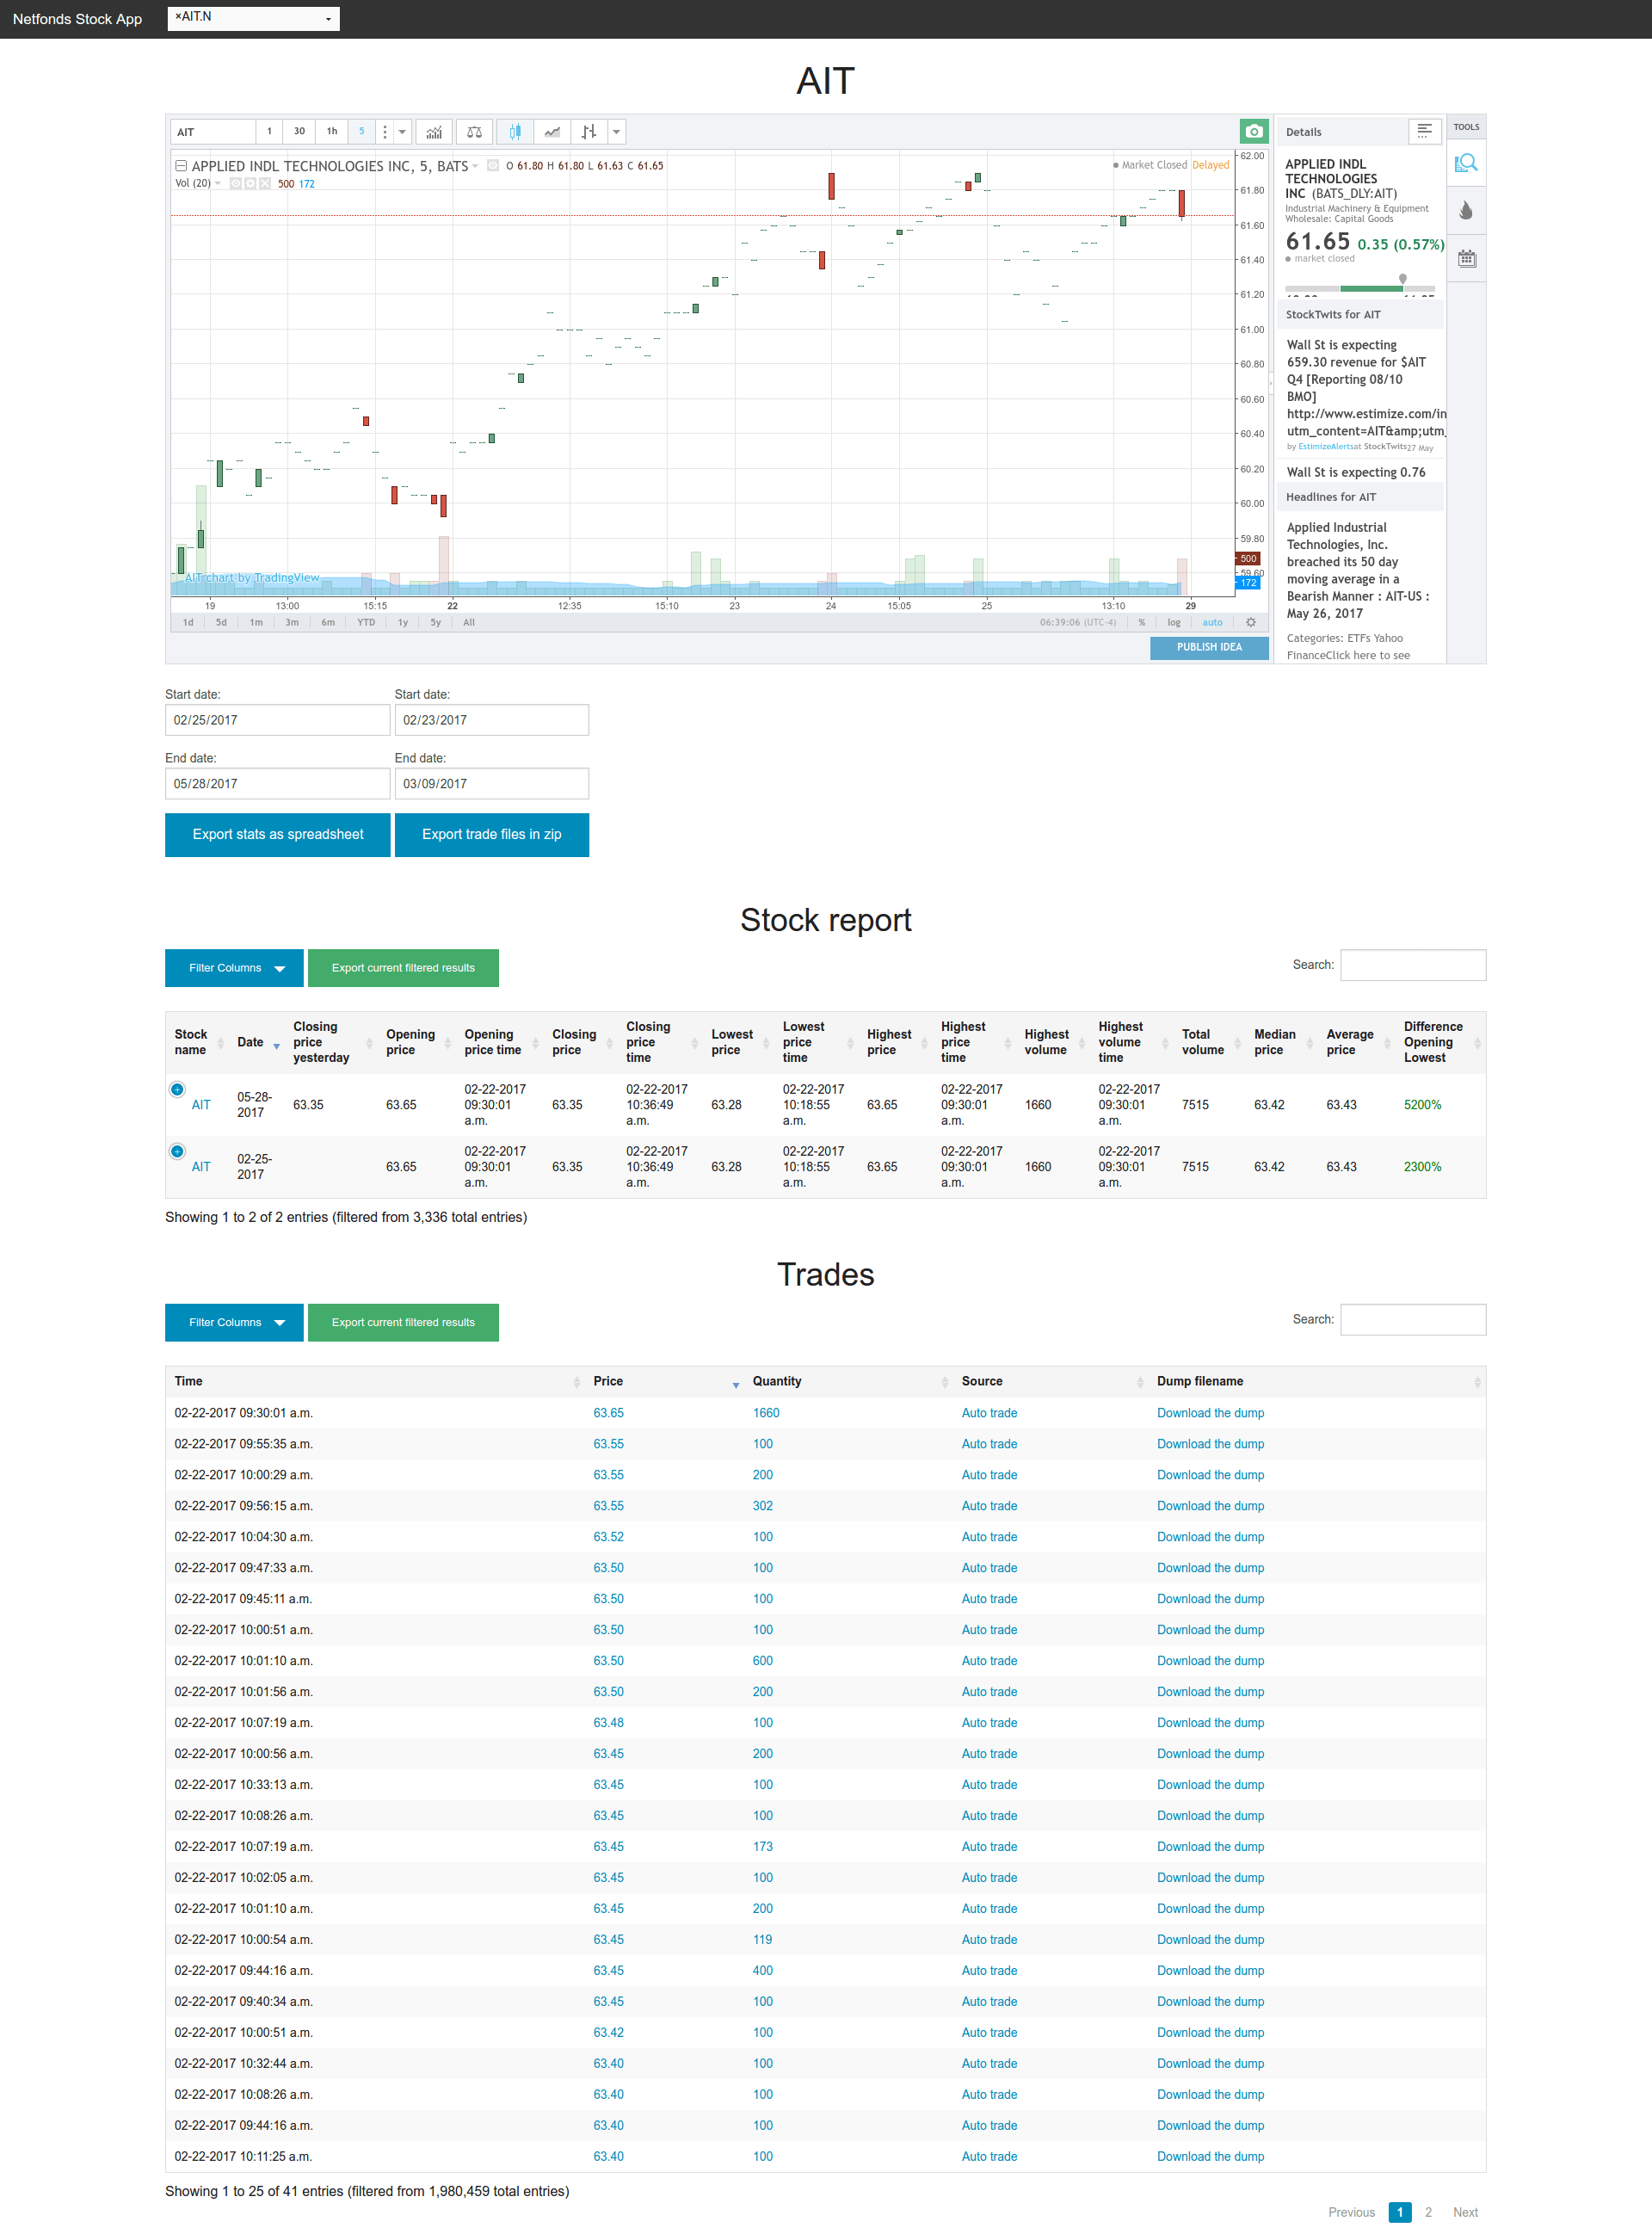 Netfonds Stock App ×AIT.N
AIT
AIT 1 30 1h 5
APPLIED INDL TECHNOLOGIES INC, 5, BATS O 61.80 H 61.80 L 61.63 C 61.65
Market Closed Delayed
Vol (20) 500 172
62.00
61.80
61.60
61.40
61.20
61.00
60.80
60.60
60.40
60.20
60.00
59.80
500
59.60
172
AIT chart by TradingView
19 13:00 15:15 22 12:35 15:10 23 24 15:05 25 13:10 29
1d 5d 1m 3m 6m YTD 1y 5y All 06:39:06 (UTC-4) % log auto
PUBLISH IDEA
Details
TOOLS
APPLIED INDL
TECHNOLOGIES
INC (BATS_DLY:AIT)
Industrial Machinery & Equipment
Wholesale: Capital Goods
61.65 0.35 (0.57%)
market closed
StockTwits for AIT
Wall St is expecting
659.30 revenue for $AIT
Q4 [Reporting 08/10
BMO]
http://www.estimize.com/in
utm_content=AIT&amp;utm_
by EstimizeAlertsat StockTwits27 May
Wall St is expecting 0.76
Headlines for AIT
Applied Industrial
Technologies, Inc.
breached its 50 day
moving average in a
Bearish Manner : AIT-US :
May 26, 2017
Categories: ETFs Yahoo
FinanceClick here to see
Start date: Start date:
02/25/2017 02/23/2017
End date: End date:
05/28/2017 03/09/2017
Export stats as spreadsheet Export trade files in zip
Stock report
Filter Columns Export current filtered results Search:
Stock name Date Closing price yesterday Opening price Opening price time Closing price Closing price time Lowest price Lowest price time Highest price Highest price time Highest volume Highest volume time Total volume Median price Average price Difference Opening Lowest
AIT 05-28-2017 63.35 63.65 02-22-2017 09:30:01 a.m. 63.35 02-22-2017 10:36:49 a.m. 63.28 02-22-2017 10:18:55 a.m. 63.65 02-22-2017 09:30:01 a.m. 1660 02-22-2017 09:30:01 a.m. 7515 63.42 63.43 5200%
AIT 02-25-2017 63.65 02-22-2017 09:30:01 a.m. 63.35 02-22-2017 10:36:49 a.m. 63.28 02-22-2017 10:18:55 a.m. 63.65 02-22-2017 09:30:01 a.m. 1660 02-22-2017 09:30:01 a.m. 7515 63.42 63.43 2300%
Showing 1 to 2 of 2 entries (filtered from 3,336 total entries)
Trades
Filter Columns Export current filtered results Search:
Time Price Quantity Source Dump filename
02-22-2017 09:30:01 a.m. 63.65 1660 Auto trade Download the dump
02-22-2017 09:55:35 a.m. 63.55 100 Auto trade Download the dump
02-22-2017 10:00:29 a.m. 63.55 200 Auto trade Download the dump
02-22-2017 09:56:15 a.m. 63.55 302 Auto trade Download the dump
02-22-2017 10:04:30 a.m. 63.52 100 Auto trade Download the dump
02-22-2017 09:47:33 a.m. 63.50 100 Auto trade Download the dump
02-22-2017 09:45:11 a.m. 63.50 100 Auto trade Download the dump
02-22-2017 10:00:51 a.m. 63.50 100 Auto trade Download the dump
02-22-2017 10:01:10 a.m. 63.50 600 Auto trade Download the dump
02-22-2017 10:01:56 a.m. 63.50 200 Auto trade Download the dump
02-22-2017 10:07:19 a.m. 63.48 100 Auto trade Download the dump
02-22-2017 10:00:56 a.m. 63.45 200 Auto trade Download the dump
02-22-2017 10:33:13 a.m. 63.45 100 Auto trade Download the dump
02-22-2017 10:08:26 a.m. 63.45 100 Auto trade Download the dump
02-22-2017 10:07:19 a.m. 63.45 173 Auto trade Download the dump
02-22-2017 10:02:05 a.m. 63.45 100 Auto trade Download the dump
02-22-2017 10:01:10 a.m. 63.45 200 Auto trade Download the dump
02-22-2017 10:00:54 a.m. 63.45 119 Auto trade Download the dump
02-22-2017 09:44:16 a.m. 63.45 400 Auto trade Download the dump
02-22-2017 09:40:34 a.m. 63.45 100 Auto trade Download the dump
02-22-2017 10:00:51 a.m. 63.42 100 Auto trade Download the dump
02-22-2017 10:32:44 a.m. 63.40 100 Auto trade Download the dump
02-22-2017 10:08:26 a.m. 63.40 100 Auto trade Download the dump
02-22-2017 09:44:16 a.m. 63.40 100 Auto trade Download the dump
02-22-2017 10:11:25 a.m. 63.40 100 Auto trade Download the dump
Showing 1 to 25 of 41 entries (filtered from 1,980,459 total entries)
Previous 1 2 Next